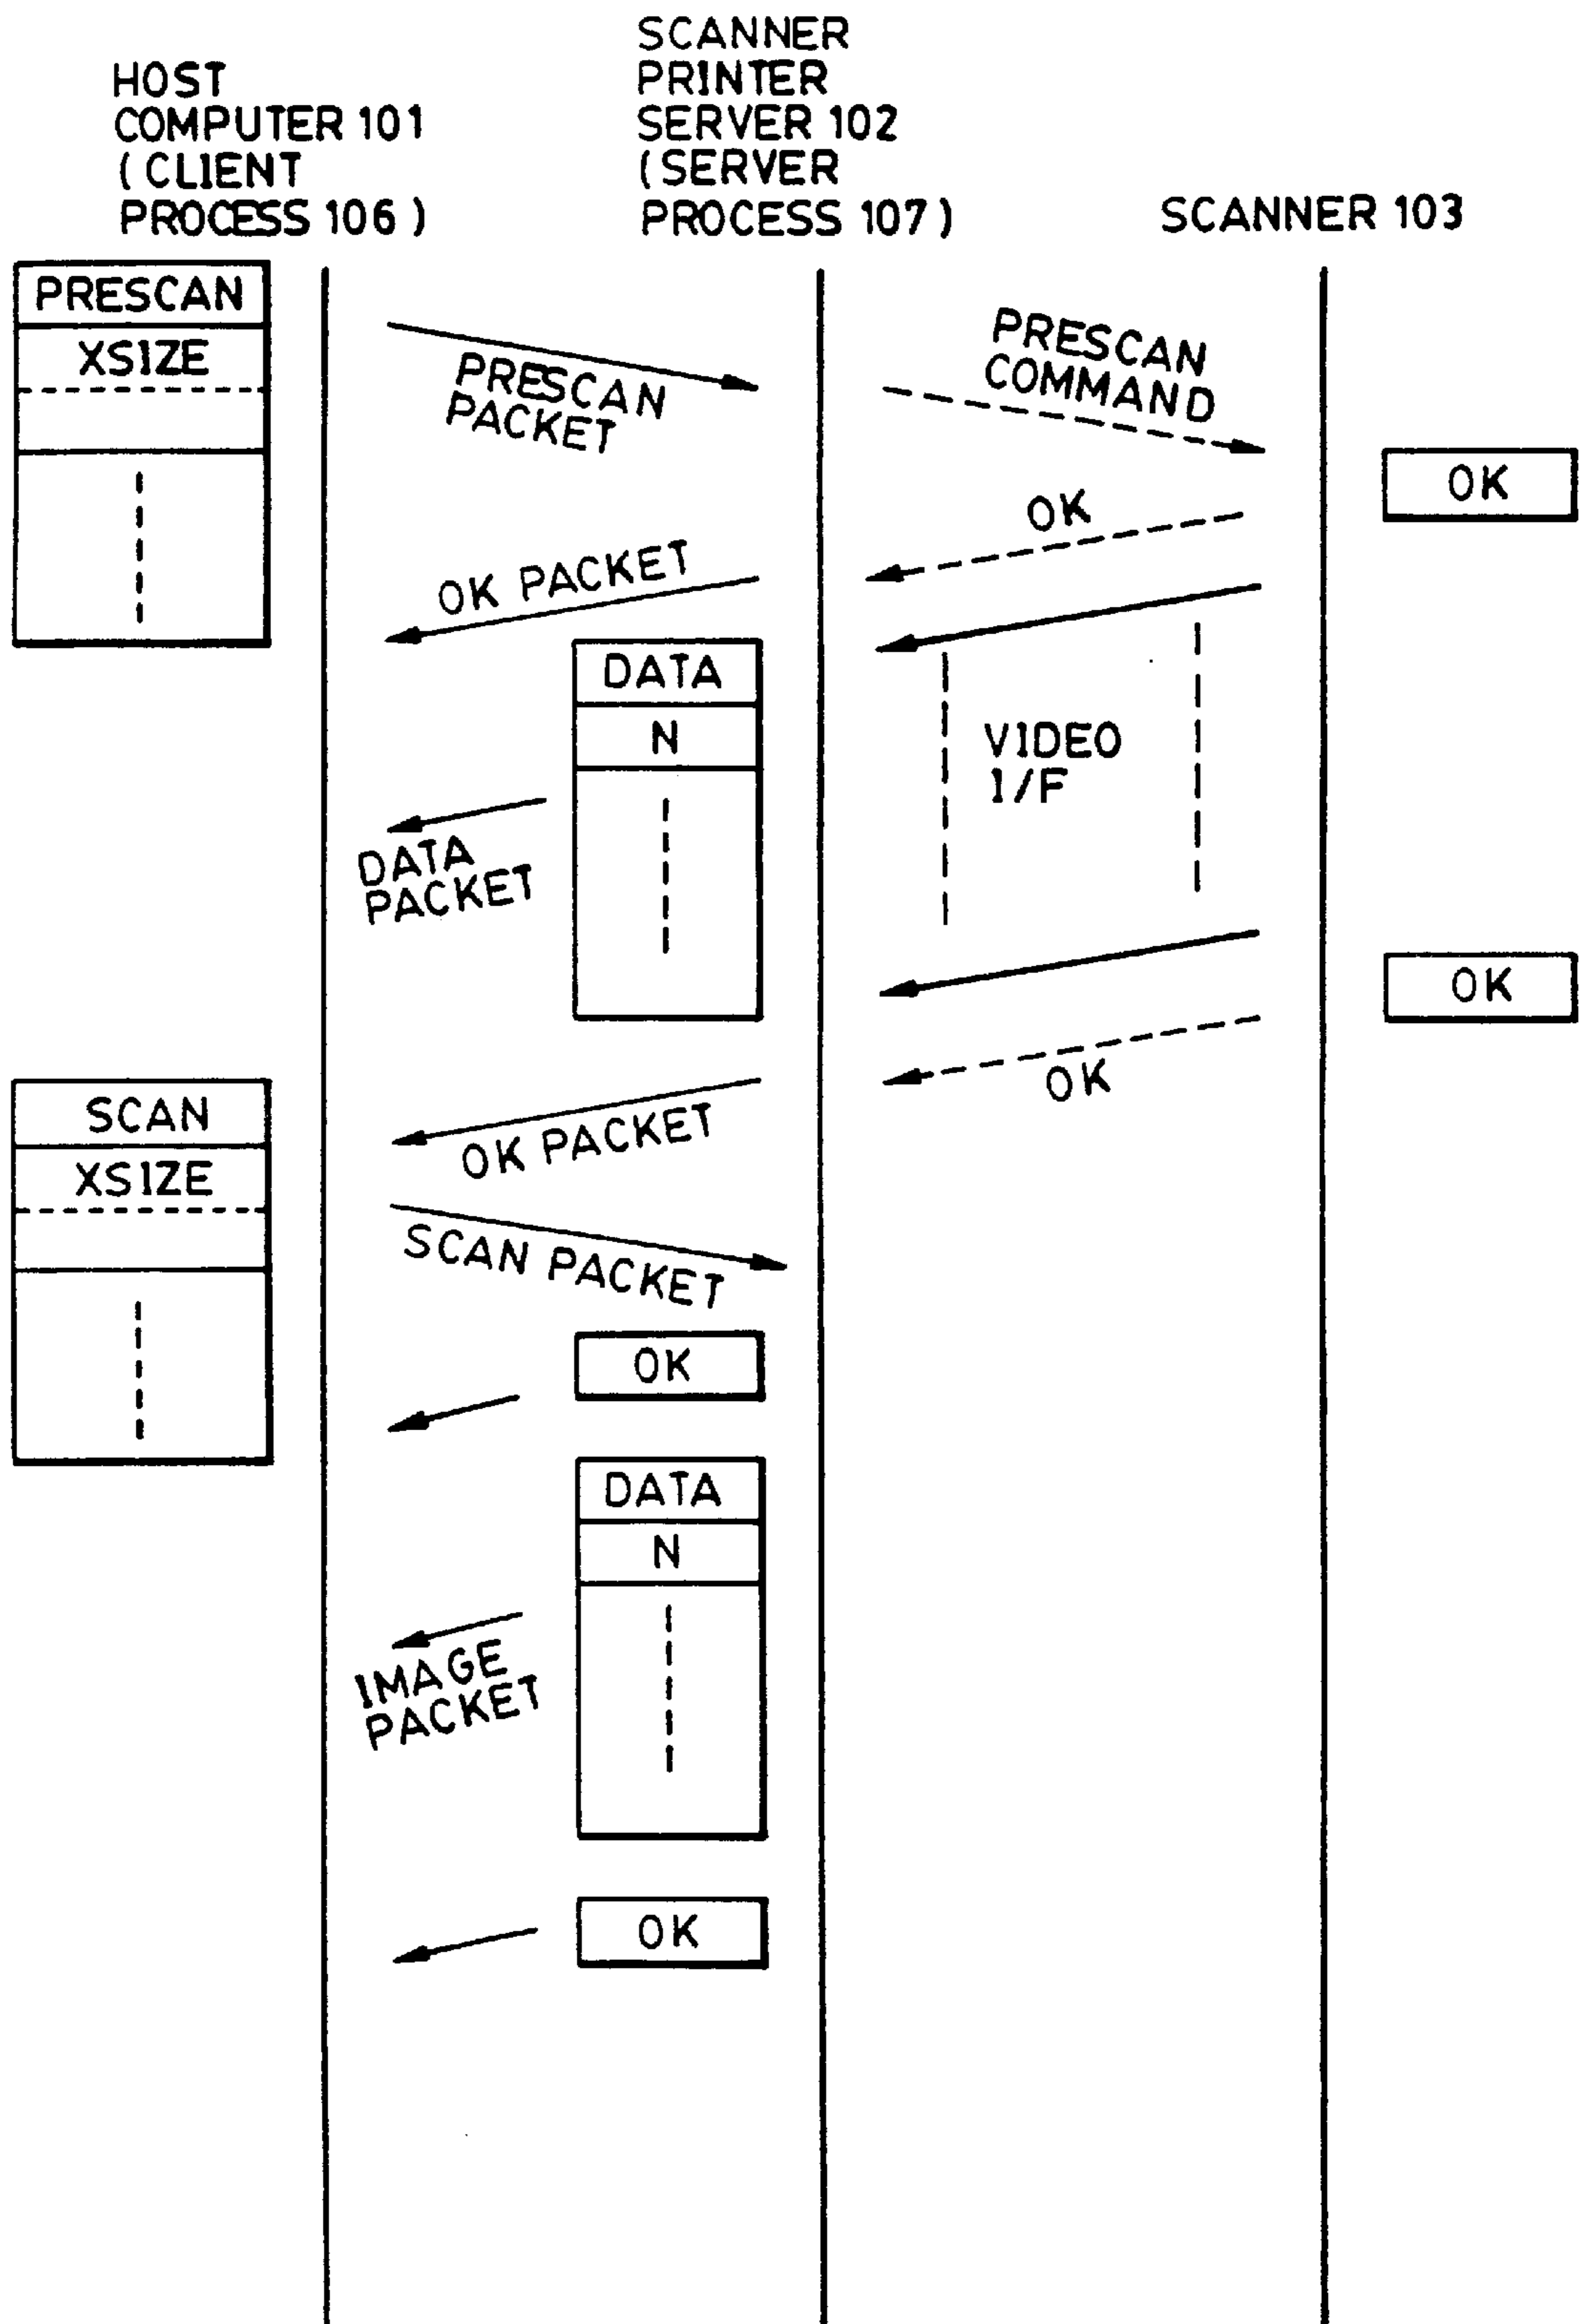 HOST
COMPUTER 101
(CLIENT
PROCESS 106)
SCANNER
PRINTER
SERVER 102
(SERVER
PROCESS 107)
SCANNER 103
PRESCAN
XSIZE
PRESCAN
PACKET
PRESCAN
COMMAND
OK
OK
OK PACKET
DATA
N
VIDEO
I/F
DATA
PACKET
OK
OK
OK PACKET
SCAN
XSIZE
SCAN PACKET
OK
DATA
N
IMAGE
PACKET
OK